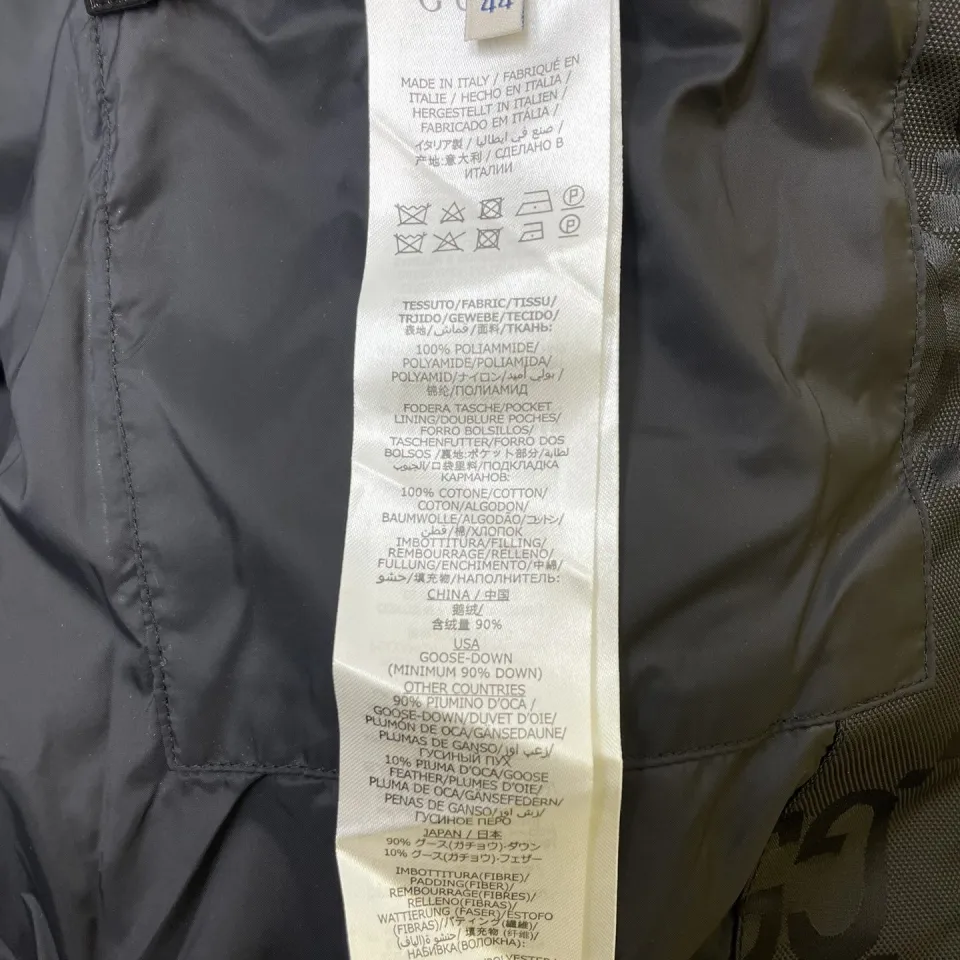 44
MADE IN ITALY / FABRIQUÉ EN
ITALIE / HECHO EN ITALIA /
HERGESTELLT IN ITALIEN /
FABRICADO EM ITÁLIA /
イタリア製 / صنع في ايطاليا /
产地:意大利 / СДЕЛАНО В
ИТАЛИИ
P
P
TESSUTO/FABRIC/TISSU/
TRJIDO/GEWEBE/TECIDO/
表地/قماش/面料/ТКАНЬ:
100% POLIAMMIDE/
POLYAMIDE/POLIAMIDA/
POLYAMID/ナイロン/بولي أميد/
锦纶/ПОЛИАМИД
FODERA TASCHE/POCKET
LINING/DOUBLURE POCHES/
FORRO BOLSILLOS/
TASCHENFUTTER/FORRO DOS
BOLSOS /裏地:ポケット部分/لطابة
الجيوب/口袋里料/ПОДКЛАДКА
КАРМАНОВ:
100% COTONE/COTTON/
COTON/ALGODON/
BAUMWOLLE/ALGODÃO/コットン/
قطن/棉/ХЛОПОК
IMBOTTITURA/FILLING/
REMBOURRAGE/RELLENO/
FÜLLUNG/ENCHIMENTO/中綿/
حشو/填充物/НАПОЛНИТЕЛЬ:
CHINA / 中国
鹅绒/
含绒量 90%
USA
GOOSE-DOWN
(MINIMUM 90% DOWN)
OTHER COUNTRIES
90% PIUMINO D'OCA /
GOOSE-DOWN/DUVET D'OIE/
PLUMÓN DE OCA/GÄNSEDAUNE/
PLUMAS DE GANSO/زغب اوز/
ГУСИНЫЙ ПУХ
10% PIUMA D'OCA/GOOSE
FEATHER/PLUMES D'OIE/
PLUMA DE OCA/GÄNSEFEDERN/
PENAS DE GANSO/ريش اوز/
ГУСИНОЕ ПЕРО
JAPAN / 日本
90% グース(ガチョウ)-ダウン
10% グース(ガチョウ)-フェザー
IMBOTTITURA(FIBRE)/
PADDING(FIBER)/
REMBOURRAGE(FIBRES)/
RELLENO(FIBRAS)/
WATTIERUNG (FASER)/ESTOFO
(FIBRAS)/パディング(繊維)/
حشوة (الياف)/ 填充物 (纤维)/
НАБИВКА(ВОЛОКНА):